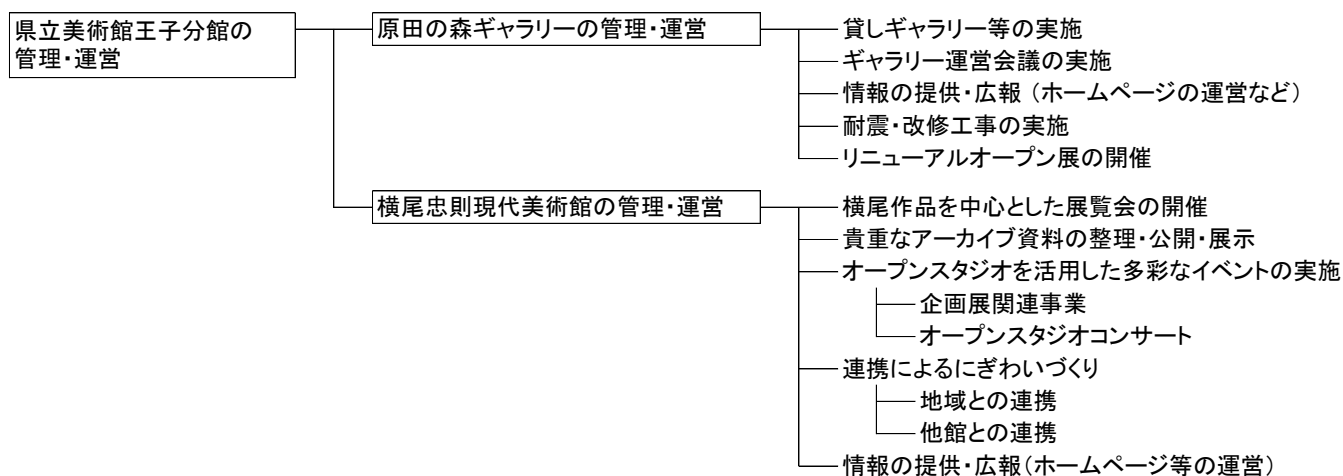 県立美術館王子分館の
管理・運営
原田の森ギャラリーの管理・運営
貸しギャラリー等の実施
ギャラリー運営会議の実施
情報の提供・広報（ホームページの運営など）
耐震・改修工事の実施
リニューアルオープン展の開催
横尾忠則現代美術館の管理・運営
横尾作品を中心とした展覧会の開催
貴重なアーカイブ資料の整理・公開・展示
オープンスタジオを活用した多彩なイベントの実施
企画展関連事業
オープンスタジオコンサート
連携によるにぎわいづくり
地域との連携
他館との連携
情報の提供・広報（ホームページ等の運営）